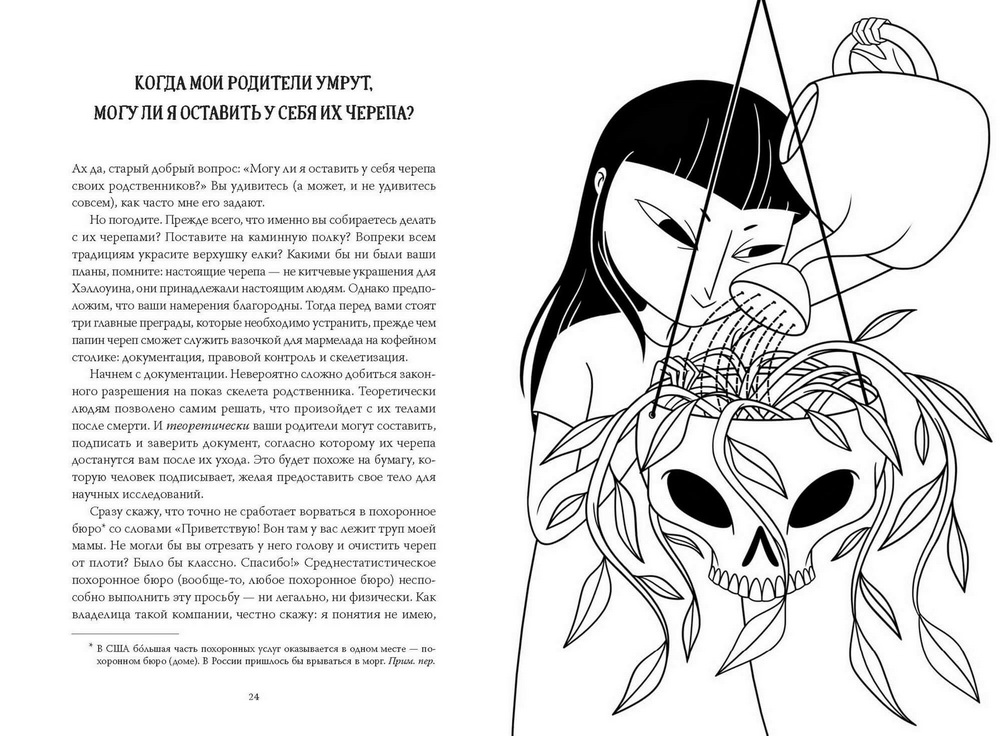 КОГДА МОИ РОДИТЕЛИ УМРУТ,
МОГУ ЛИ Я ОСТАВИТЬ У СЕБЯ ИХ ЧЕРЕПА?
Ах да, старый добрый вопрос: «Могу ли я оставить у себя черепа
своих родственников?» Вы удивитесь (а может, и не удивитесь
совсем), как часто мне его задают.
Но погодите. Прежде всего, что именно вы собираетесь делать
с их черепами? Поставите на каминную полку? Вопреки всем
традициям украсите верхушку елки? Какими бы ни были ваши
планы, помните: настоящие черепа — не китчевые украшения для
Хэллоуина, они принадлежали настоящим людям. Однако предпо-
ложим, что ваши намерения благородны. Тогда перед вами стоят
три главные преграды, которые необходимо устранить, прежде чем
папин череп сможет служить вазочкой для мармелада на кофейном
столике: документация, правовой контроль и скелетизация.
Начнем с документации. Невероятно сложно добиться закон-
ного разрешения на показ скелета родственника. Теоретически
людям позволено самим решать, что произойдет с их телами
после смерти. И теоретически ваши родители могут составить,
подписать и заверить документ, согласно которому их черепа
достанутся вам после их ухода. Это будет похоже на бумагу, ко-
торую человек подписывает, желая предоставить свое тело для
научных исследований.
Сразу скажу, что точно не сработает ворваться в похоронное
бюро* со словами «Приветствую! Вон там у вас лежит труп моей
мамы. Не могли бы вы отрезать у него голову и очистить череп
от плоти? Было бы классно. Спасибо!» Среднестатистическое
похоронное бюро (вообще-то, любое похоронное бюро) неспо-
собно выполнить эту просьбу — ни легально, ни физически. Как
владелица такой компании, честно скажу: я понятия не имею,
* В США бо́льшая часть похоронных услуг оказывается в одном месте — по-
хоронном бюро (доме). В России пришлось бы врываться в морг. Прим. пер.
24